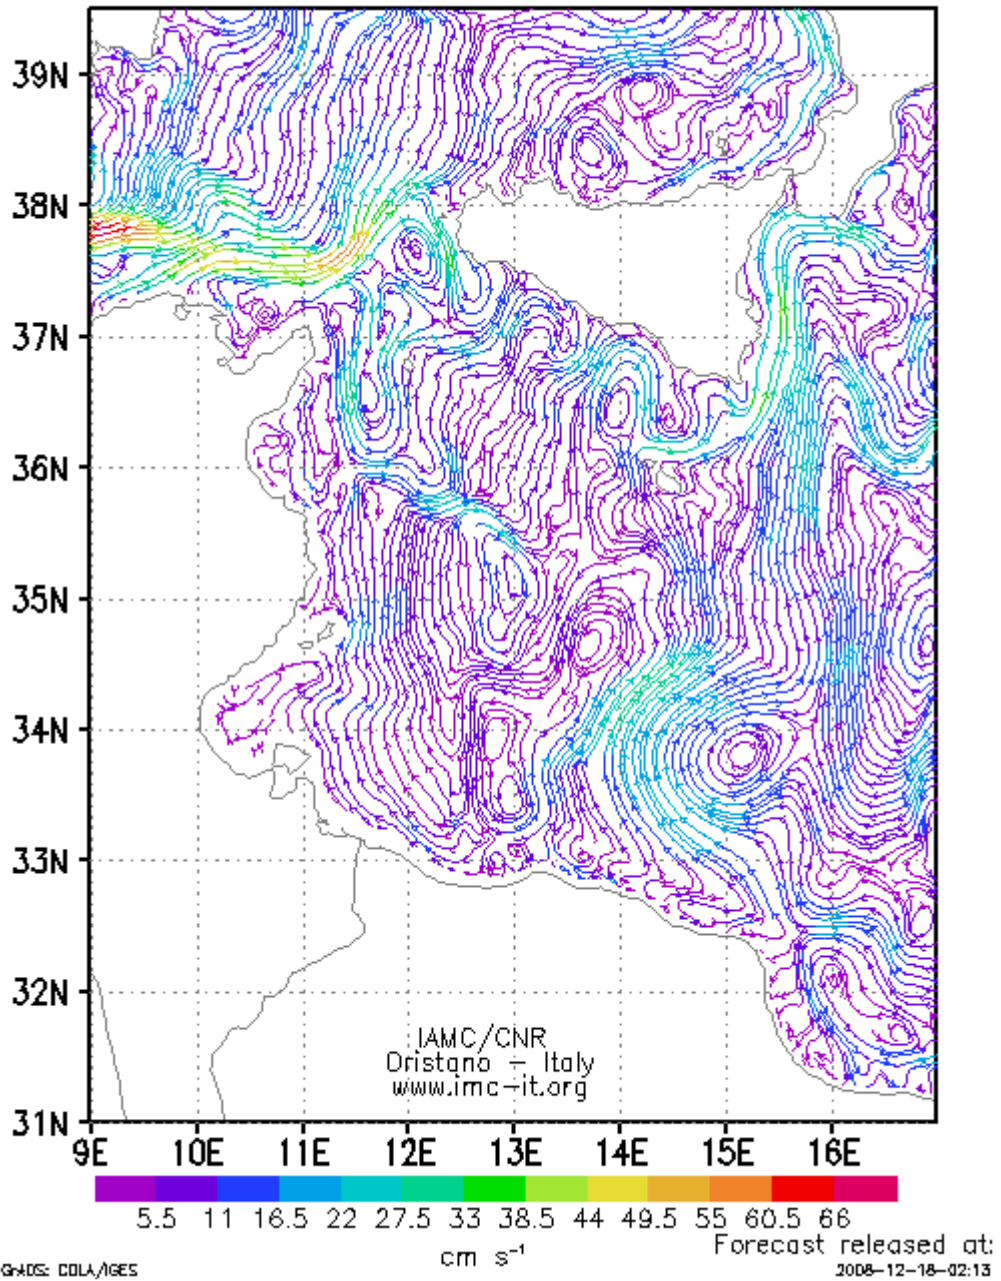 39N
38N
37N
36N
35N
34N
33N
32N
31N
IAMC/CNR
Oristano – Italy
www.imc-it.org
9E 10E 11E 12E 13E 14E 15E 16E
5.5 11 16.5 22 27.5 33 38.5 44 49.5 55 60.5 66
cm s⁻¹
Forecast released at:
GrADS: COLA/IGES
2008-12-18-02:13